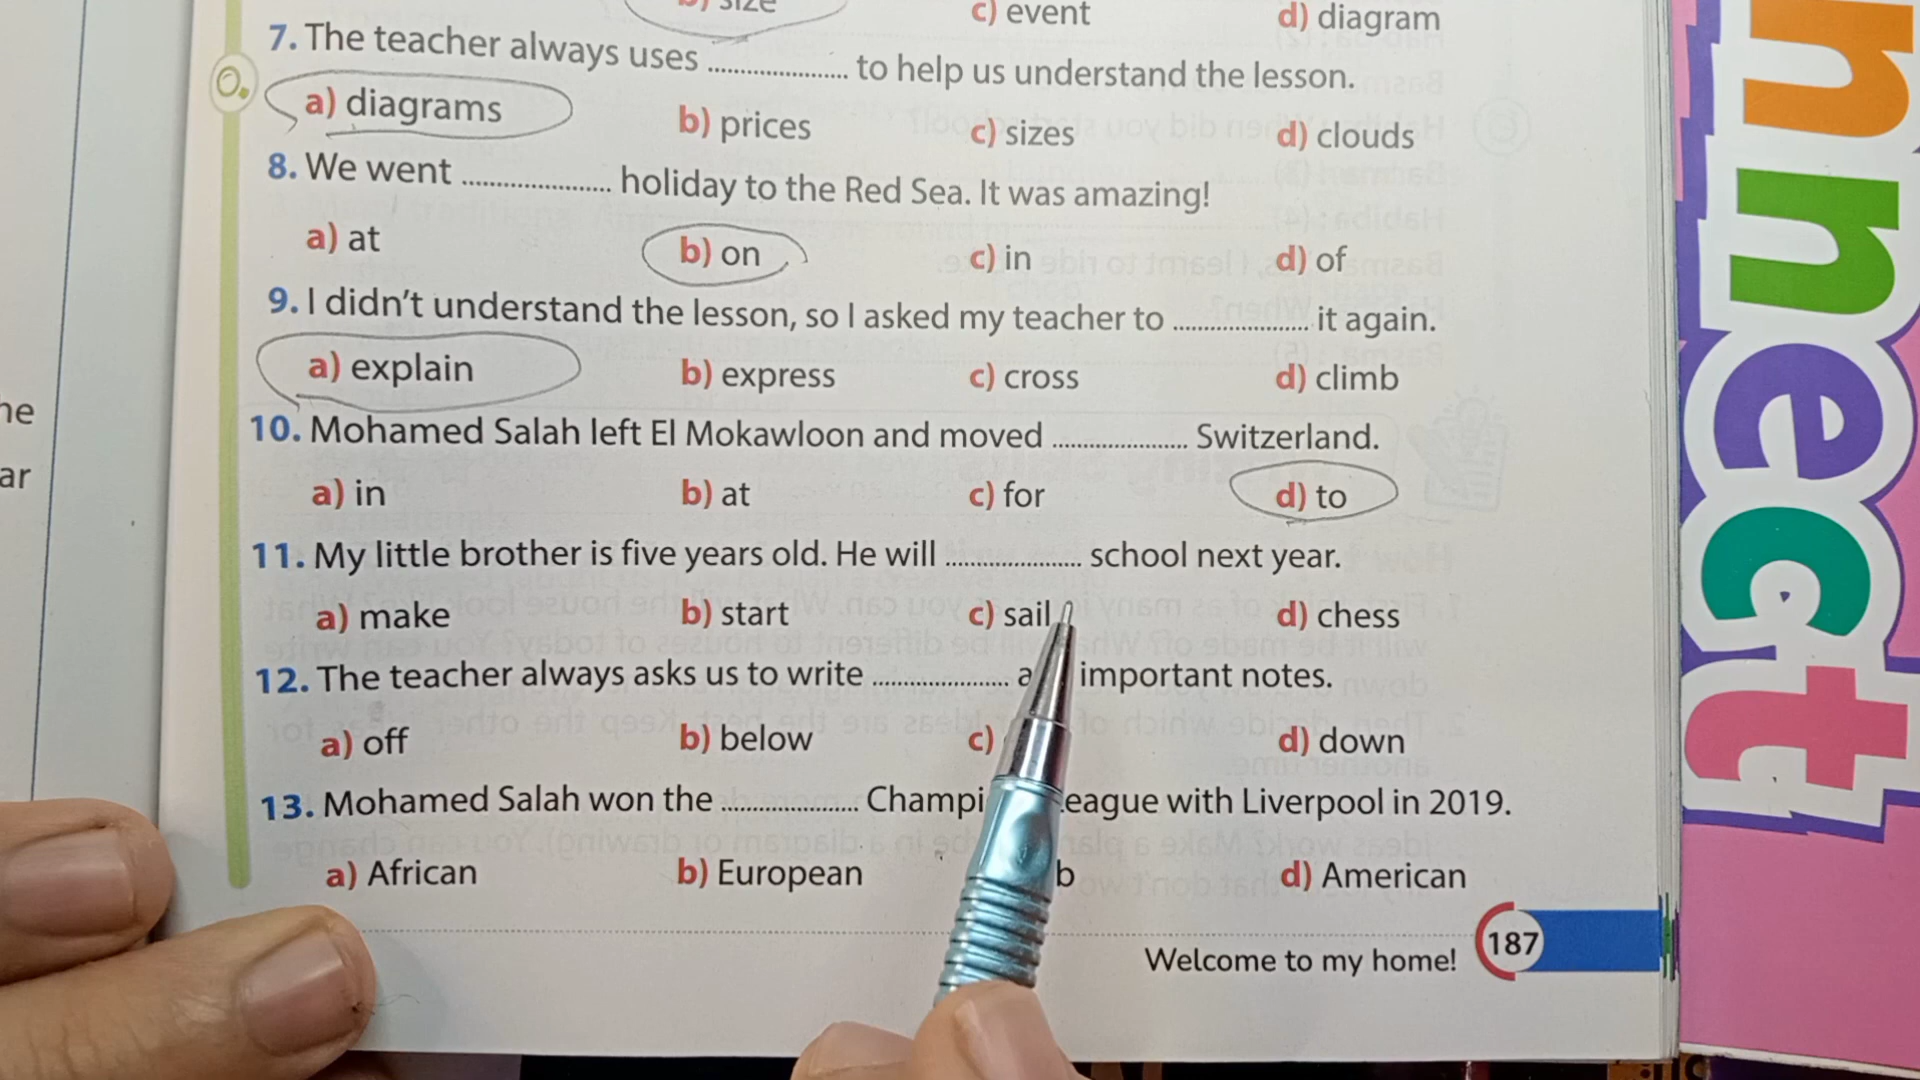 b) size c) event d) diagram
7. The teacher always uses .................... to help us understand the lesson.
a) diagrams b) prices c) sizes d) clouds
8. We went .................... holiday to the Red Sea. It was amazing!
a) at b) on c) in d) of
9. I didn't understand the lesson, so I asked my teacher to .................... it again.
a) explain b) express c) cross d) climb
10. Mohamed Salah left El Mokawloon and moved .................... Switzerland.
a) in b) at c) for d) to
11. My little brother is five years old. He will .................... school next year.
a) make b) start c) sail d) chess
12. The teacher always asks us to write .................... important notes.
a) off b) below c) d) down
13. Mohamed Salah won the .................... Champi eague with Liverpool in 2019.
a) African b) European b d) American
Welcome to my home! 187
he
ar
nnect